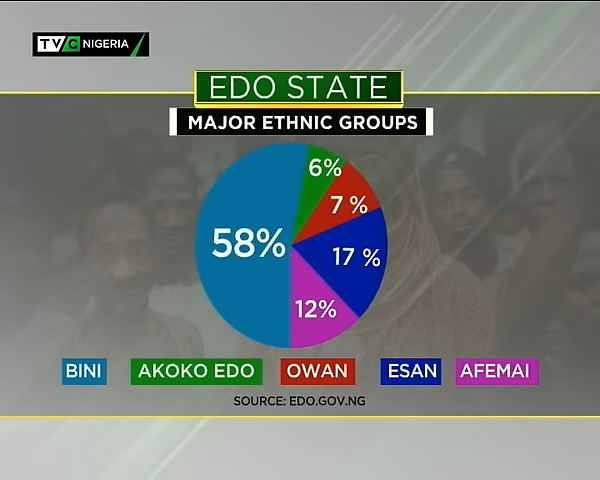 TVC NIGERIA
EDO STATE
MAJOR ETHNIC GROUPS
6%
7 %
58%
17 %
12%
BINI
AKOKO EDO
OWAN
ESAN
AFEMAI
SOURCE: EDO.GOV.NG